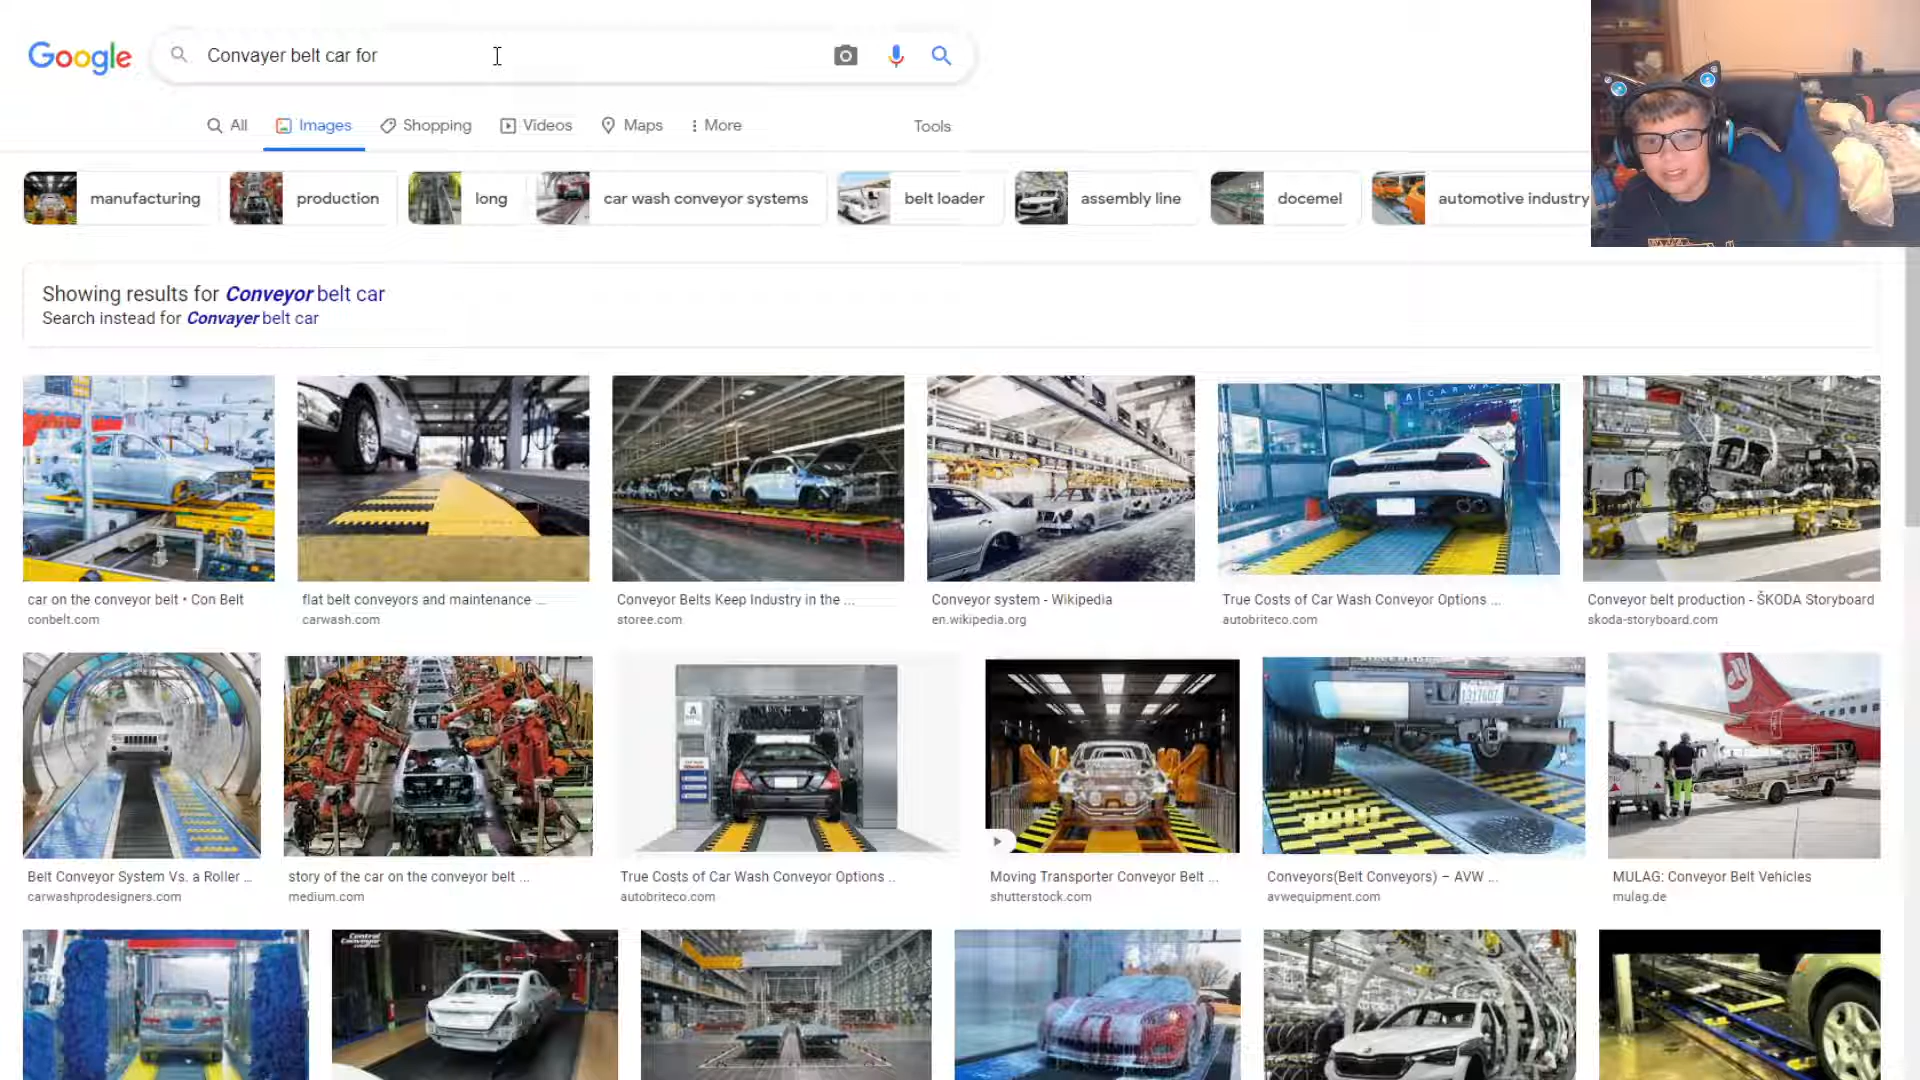 Google
Convayer belt car for
All Images Shopping Videos Maps More Tools
manufacturing production long car wash conveyor systems belt loader assembly line docemel automotive industry
Showing results for Conveyor belt car
Search instead for Convayer belt car
car on the conveyor belt • Con Belt
conbelt.com
flat belt conveyors and maintenance ...
carwash.com
Conveyor Belts Keep Industry in the ...
storee.com
Conveyor system - Wikipedia
en.wikipedia.org
CAR WA
True Costs of Car Wash Conveyor Options ...
autobriteco.com
Conveyor belt production - ŠKODA Storyboard
skoda-storyboard.com
Belt Conveyor System Vs. a Roller ...
carwashprodesigners.com
story of the car on the conveyor belt ...
medium.com
True Costs of Car Wash Conveyor Options ..
autobriteco.com
Moving Transporter Conveyor Belt ...
shutterstock.com
Conveyors(Belt Conveyors) – AVW ...
avwequipment.com
MULAG: Conveyor Belt Vehicles
mulag.de
Central
Conveyor